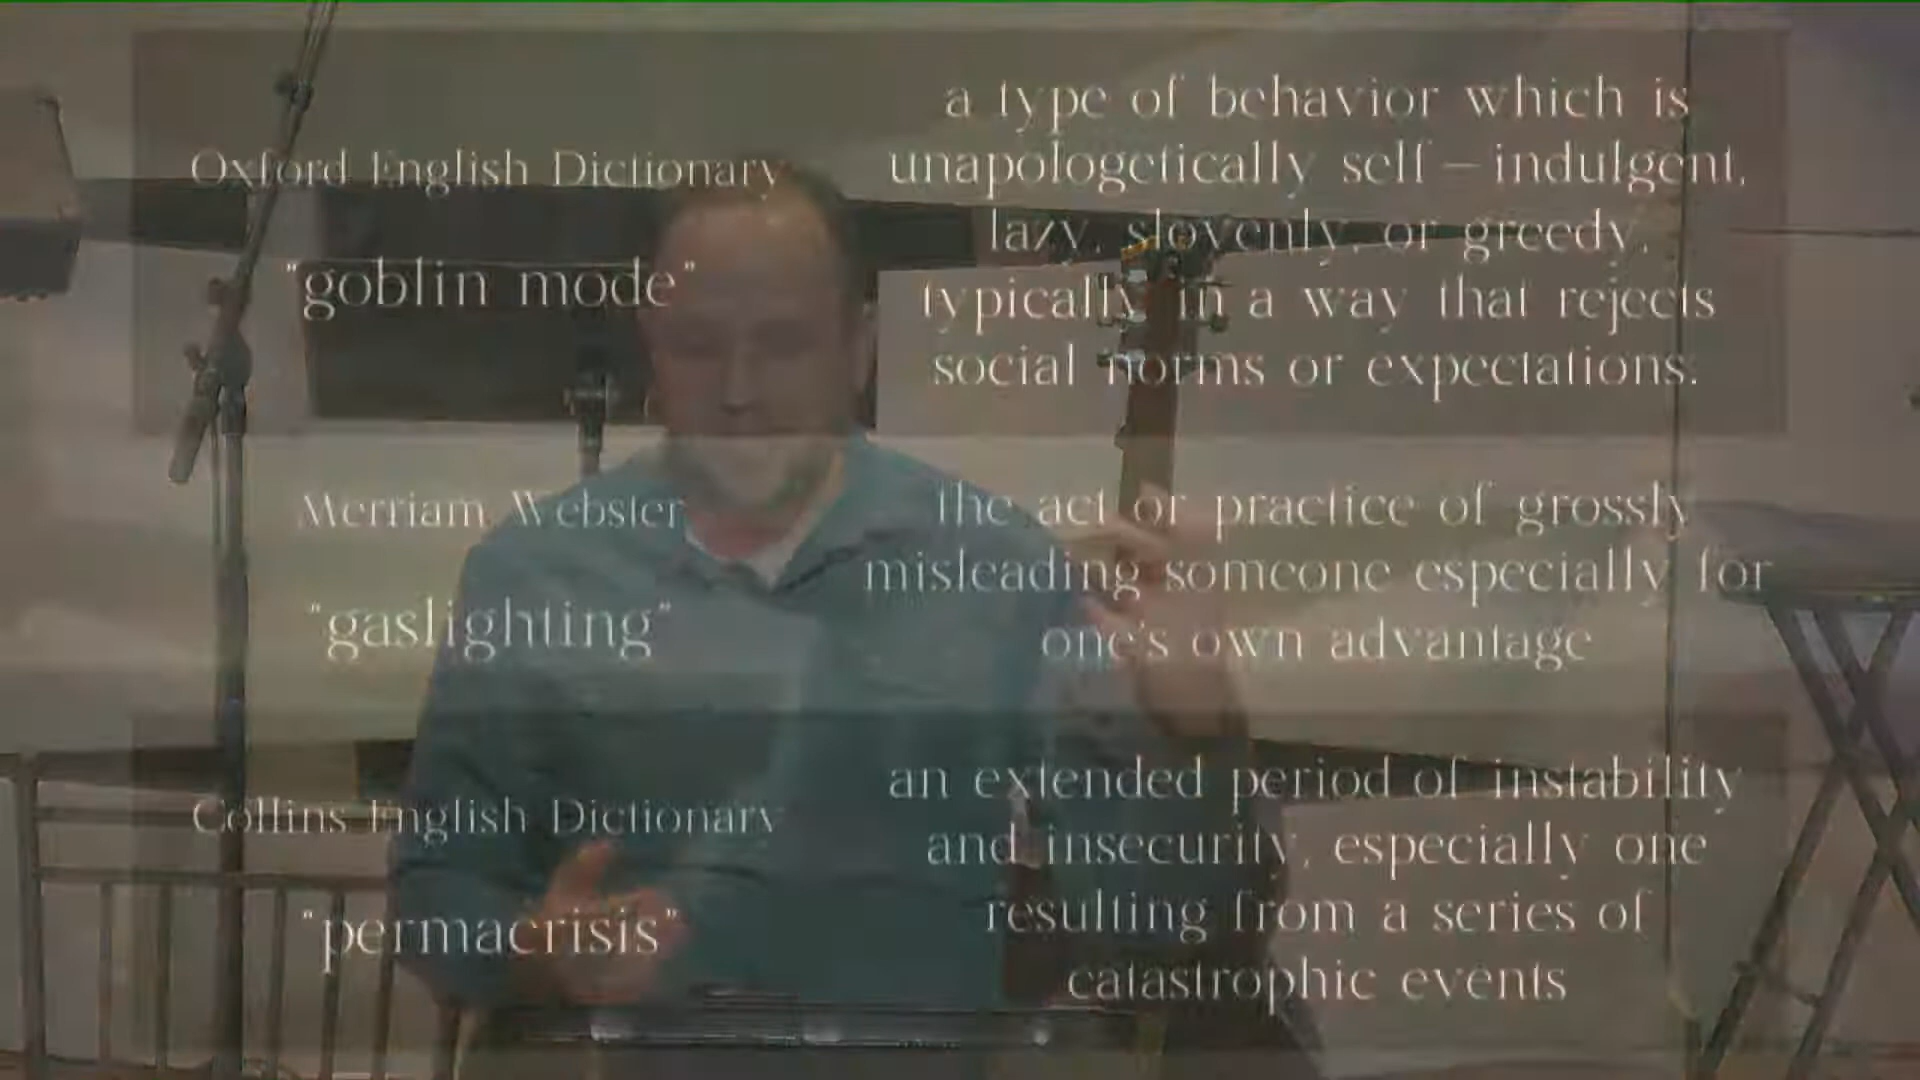 Oxford English Dictionary
"goblin mode"
a type of behavior which is
unapologetically self-indulgent,
lazy, slovenly, or greedy,
typically in a way that rejects
social norms or expectations.
Merriam Webster
"gaslighting"
the act or practice of grossly
misleading someone especially for
one's own advantage
Collins English Dictionary
"permacrisis"
an extended period of instability
and insecurity, especially one
resulting from a series of
catastrophic events